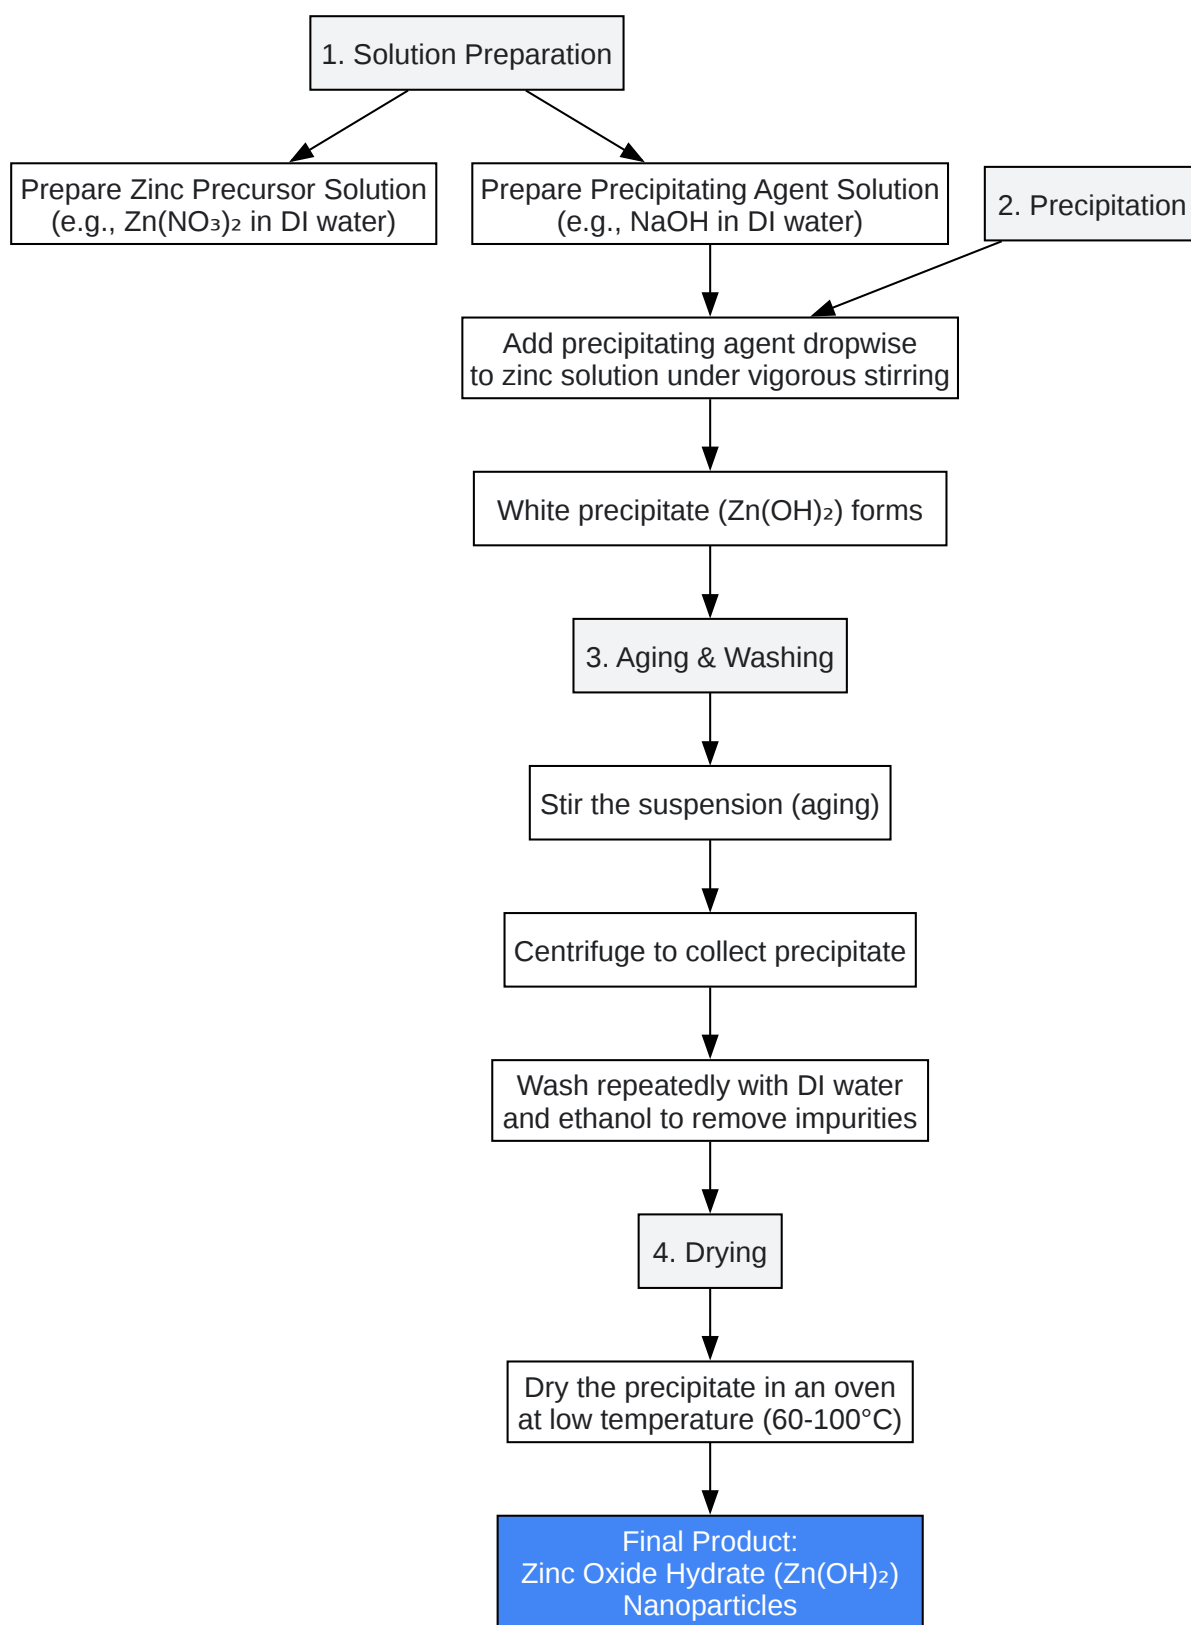 1. Solution Preparation
Prepare Zinc Precursor Solution
(e.g., Zn(NO₃)₂ in DI water)
Prepare Precipitating Agent Solution
(e.g., NaOH in DI water)
2. Precipitation
Add precipitating agent dropwise
to zinc solution under vigorous stirring
White precipitate (Zn(OH)₂) forms
3. Aging & Washing
Stir the suspension (aging)
Centrifuge to collect precipitate
Wash repeatedly with DI water
and ethanol to remove impurities
4. Drying
Dry the precipitate in an oven
at low temperature (60-100°C)
Final Product:
Zinc Oxide Hydrate (Zn(OH)₂)
Nanoparticles